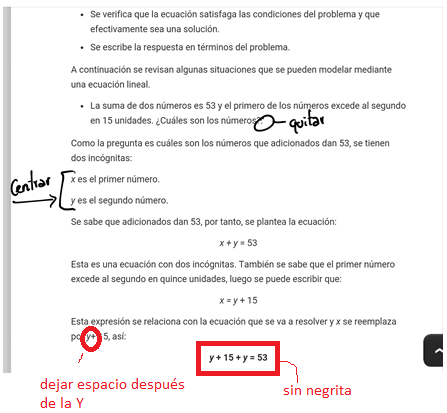 • Se verifica que la ecuación satisfaga las condiciones del problema y que
efectivamente sea una solución.
• Se escribe la respuesta en términos del problema.
A continuación se revisan algunas situaciones que se pueden modelar mediante
una ecuación lineal.
• La suma de dos números es 53 y el primero de los números excede al segundo
en 15 unidades. ¿Cuáles son los números?. quitar
Como la pregunta es cuáles son los números que adicionados dan 53, se tienen
dos incógnitas:
Centrar
x es el primer número.
y es el segundo número.
Se sabe que adicionados dan 53, por tanto, se plantea la ecuación:
x + y = 53
Esta es una ecuación con dos incógnitas. También se sabe que el primer número
excede al segundo en quince unidades, luego se puede escribir que:
x = y + 15
Esta expresión se relaciona con la ecuación que se va a resolver y x se reemplaza
por y+15, así:
y + 15 + y = 53
dejar espacio después
de la Y
sin negrita